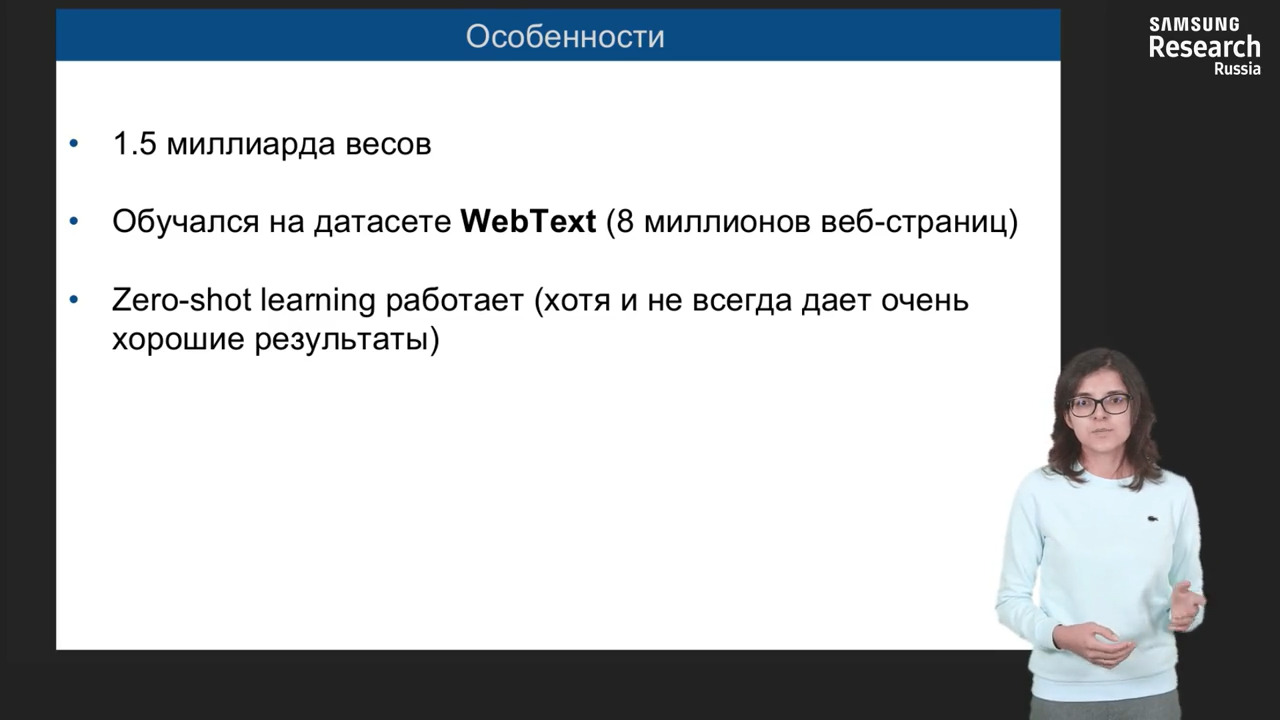 Особенности
SAMSUNG
Research
Russia
• 1.5 миллиарда весов
• Обучался на датасете WebText (8 миллионов веб-страниц)
• Zero-shot learning работает (хотя и не всегда дает очень
хорошие результаты)